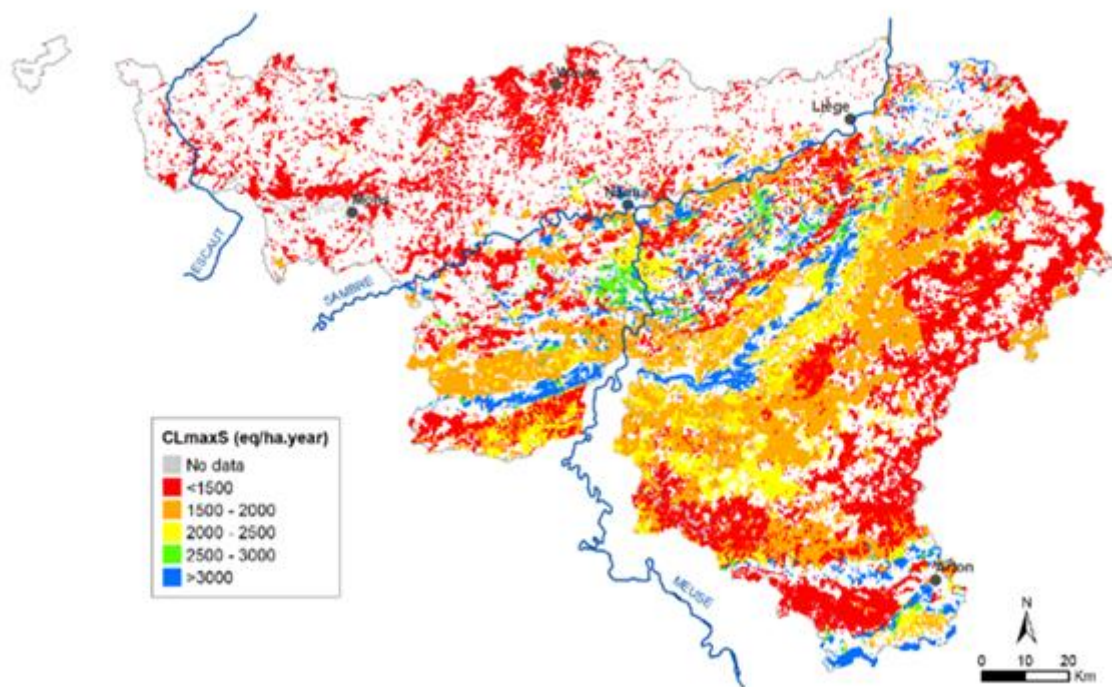 Wavre
Liège
Namur
Mons
ESCAUT
SAMBRE
MEUSE
Arlon
CLmaxS (eq/ha.year)
No data
<1500
1500 - 2000
2000 - 2500
2500 - 3000
>3000
N
0 10 20
Km